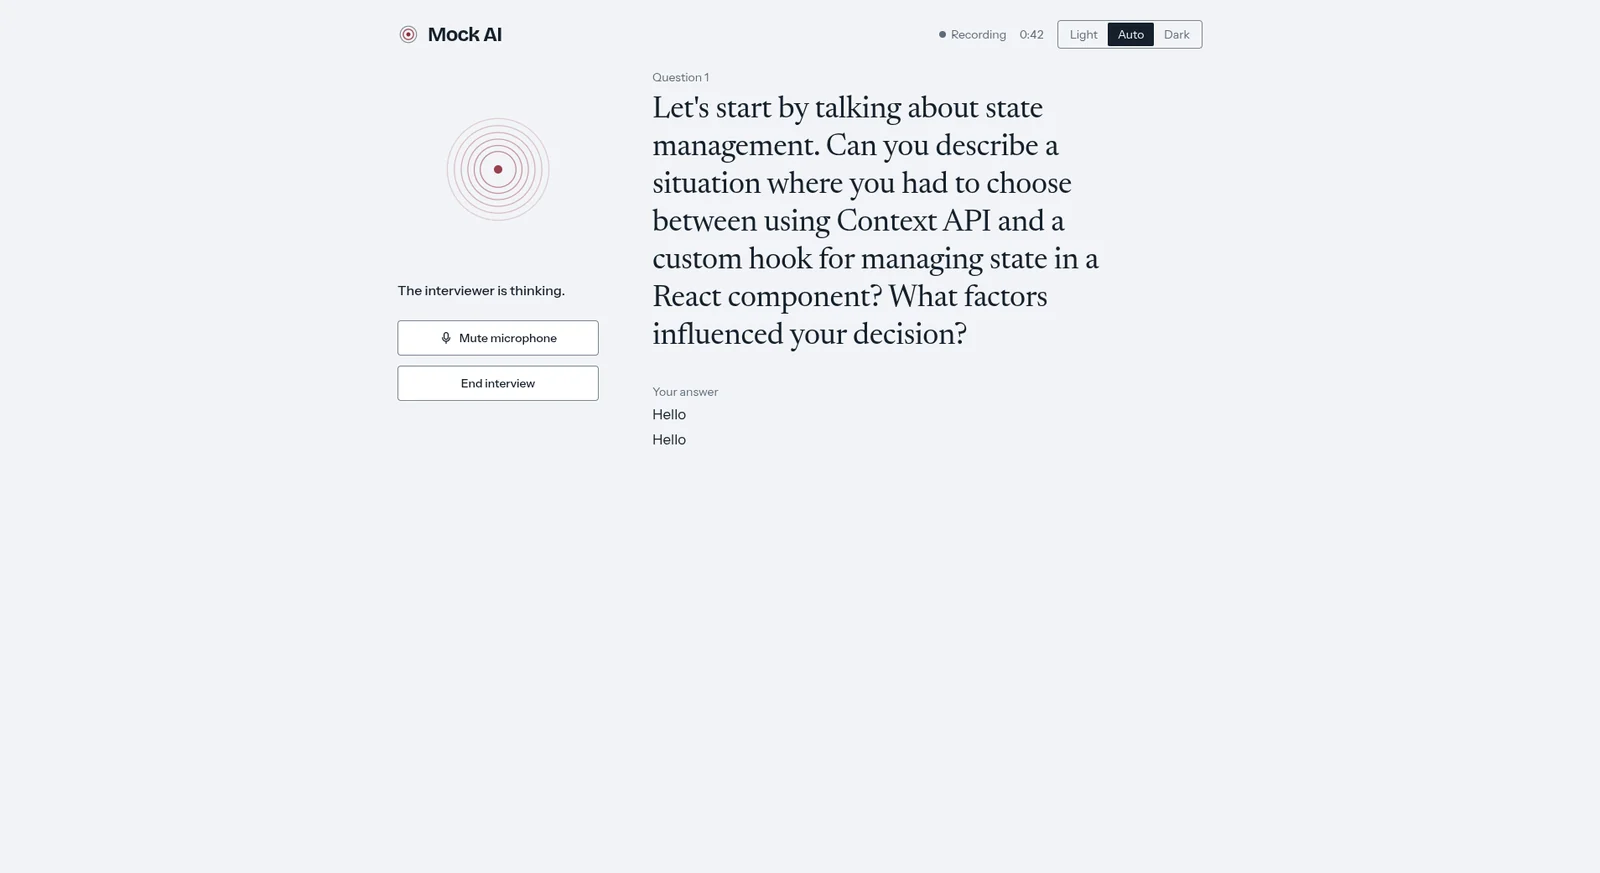 Mock AI
Recording 0:42 Light Auto Dark
Question 1
Let's start by talking about state
management. Can you describe a
situation where you had to choose
between using Context API and a
custom hook for managing state in a
React component? What factors
influenced your decision?
The interviewer is thinking.
Mute microphone
End interview
Your answer
Hello
Hello